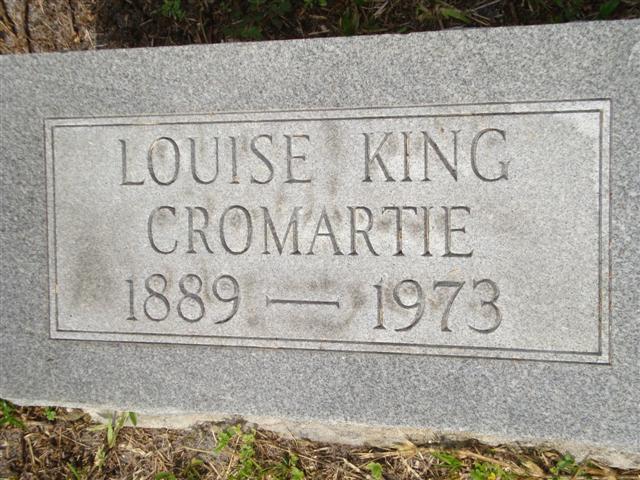 LOUISE KING
CROMARTIE
1889 — 1973